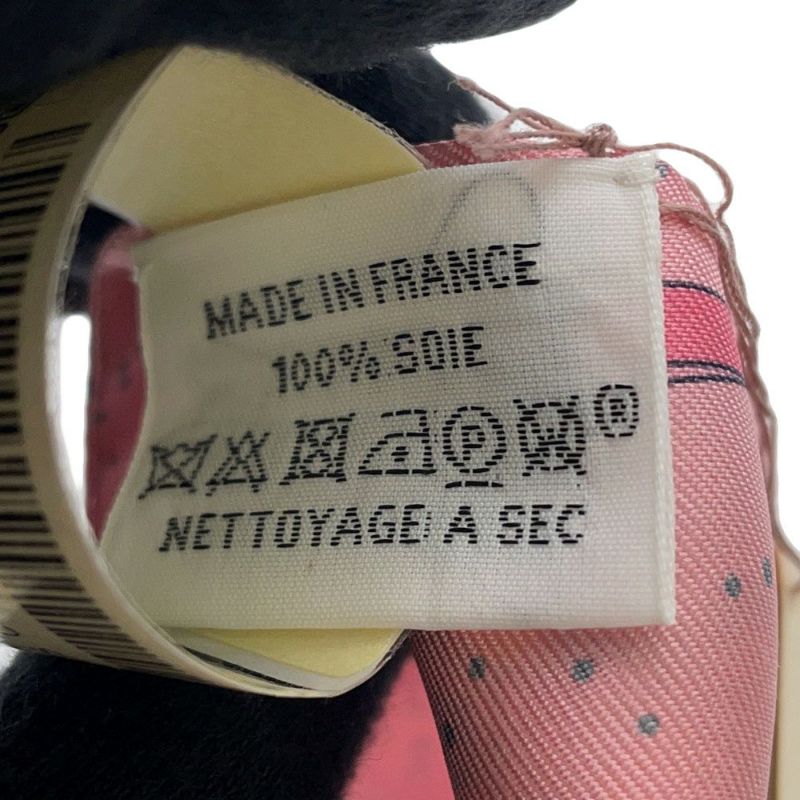 MADE IN FRANCE
100% SOIE
P W ®
NETTOYAGE A SEC